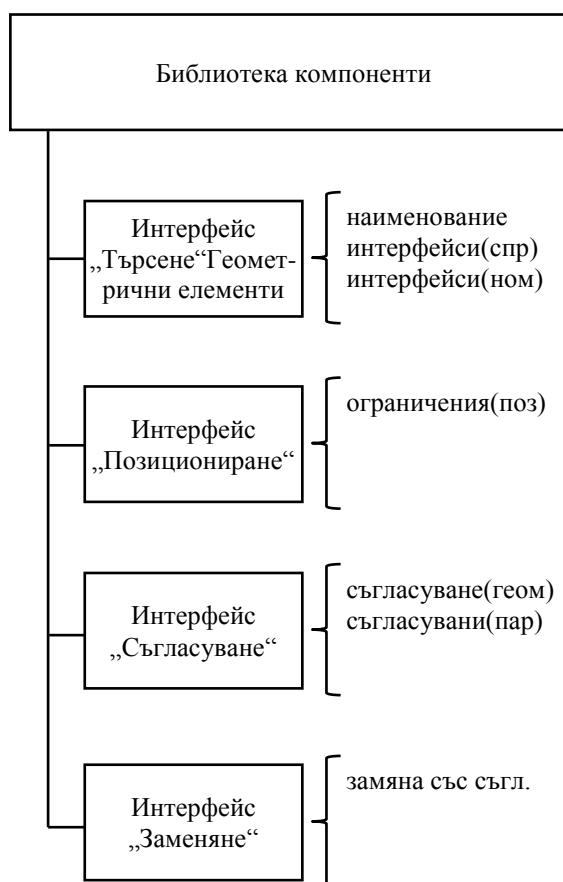 Библиотека компоненти
Интерфейс
„Търсене“Геомет-
рични елементи
наименование
интерфейси(спр)
интерфейси(ном)
Интерфейс
„Позициониране“
ограничения(поз)
Интерфейс
„Съгласуване“
съгласуване(геом)
съгласувани(пар)
Интерфейс
„Заменяне“
замяна със съгл.